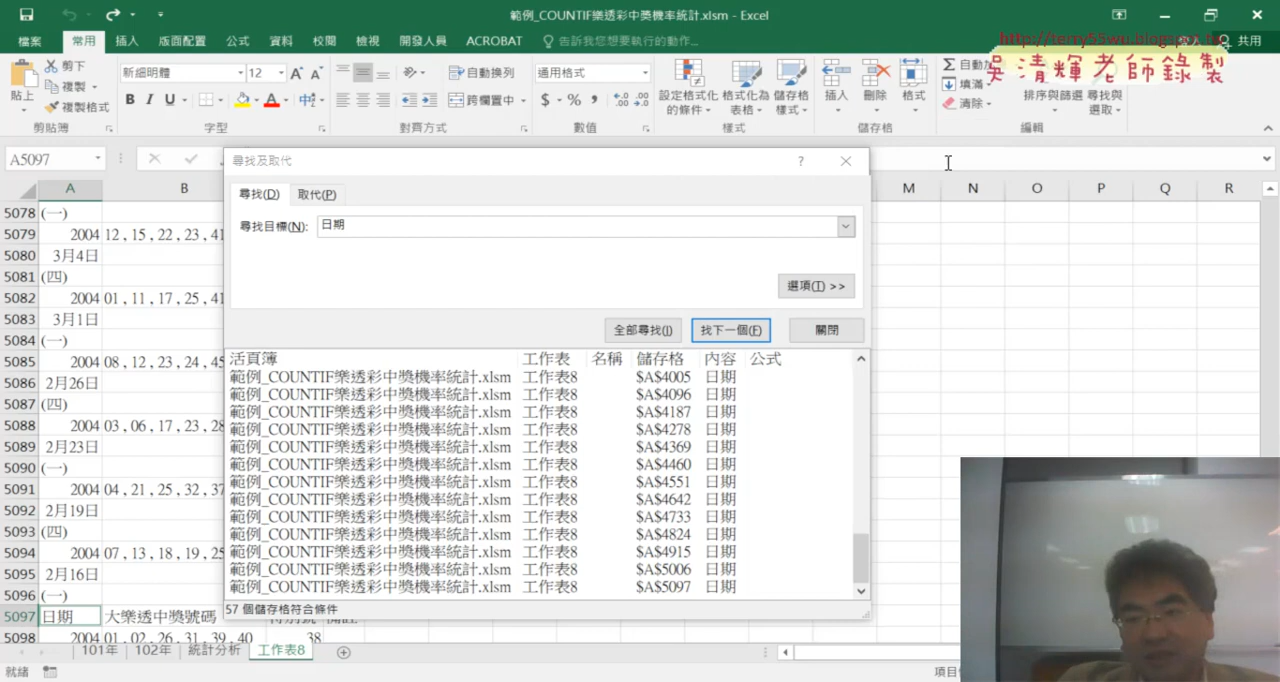 範例_COUNTIF樂透彩中獎機率統計.xlsm - Excel
檔案 常用 插入 版面配置 公式 資料 校閱 檢視 開發人員 ACROBAT 告訴我您想要執行的動作... 共用
http://terry55wu.blogspot.tw
吳清輝老師錄製
貼上 剪下 複製 複製格式 剪貼簿
新細明體 12 B I U 中 字型
自動換列 跨欄置中 對齊方式
通用格式 $ % , 數值
設定格式化的條件 格式化為表格 儲存格樣式 樣式
插入 刪除 格式 儲存格
自動加 填滿 清除 排序與篩選 尋找與選取 編輯
A5097
A B M N O P Q R
尋找及取代 ?
尋找(D) 取代(P)
尋找目標(N): 日期
選項(T) >>
全部尋找(I) 找下一個(F) 關閉
活頁簿 工作表 名稱 儲存格 內容 公式
範例_COUNTIF樂透彩中獎機率統計.xlsm 工作表8 $A$4005 日期
範例_COUNTIF樂透彩中獎機率統計.xlsm 工作表8 $A$4096 日期
範例_COUNTIF樂透彩中獎機率統計.xlsm 工作表8 $A$4187 日期
範例_COUNTIF樂透彩中獎機率統計.xlsm 工作表8 $A$4278 日期
範例_COUNTIF樂透彩中獎機率統計.xlsm 工作表8 $A$4369 日期
範例_COUNTIF樂透彩中獎機率統計.xlsm 工作表8 $A$4460 日期
範例_COUNTIF樂透彩中獎機率統計.xlsm 工作表8 $A$4551 日期
範例_COUNTIF樂透彩中獎機率統計.xlsm 工作表8 $A$4642 日期
範例_COUNTIF樂透彩中獎機率統計.xlsm 工作表8 $A$4733 日期
範例_COUNTIF樂透彩中獎機率統計.xlsm 工作表8 $A$4824 日期
範例_COUNTIF樂透彩中獎機率統計.xlsm 工作表8 $A$4915 日期
範例_COUNTIF樂透彩中獎機率統計.xlsm 工作表8 $A$5006 日期
範例_COUNTIF樂透彩中獎機率統計.xlsm 工作表8 $A$5097 日期
57 個儲存格符合條件
5078 (一)
5079 2004 12 , 15 , 22 , 23 , 41
5080 3月4日
5081 (四)
5082 2004 01 , 11 , 17 , 25 , 41
5083 3月1日
5084 (一)
5085 2004 08 , 12 , 23 , 24 , 45
5086 2月26日
5087 (四)
5088 2004 03 , 06 , 17 , 23 , 28
5089 2月23日
5090 (一)
5091 2004 04 , 21 , 25 , 32 , 37
5092 2月19日
5093 (四)
5094 2004 07 , 13 , 18 , 19 , 25
5095 2月16日
5096 (一)
5097 日期 大樂透中獎號碼 特別號 備註
5098 2004 01 , 02 , 26 , 31 , 39 , 40 38
101年 102年 統計分析 工作表8
就緒 項目